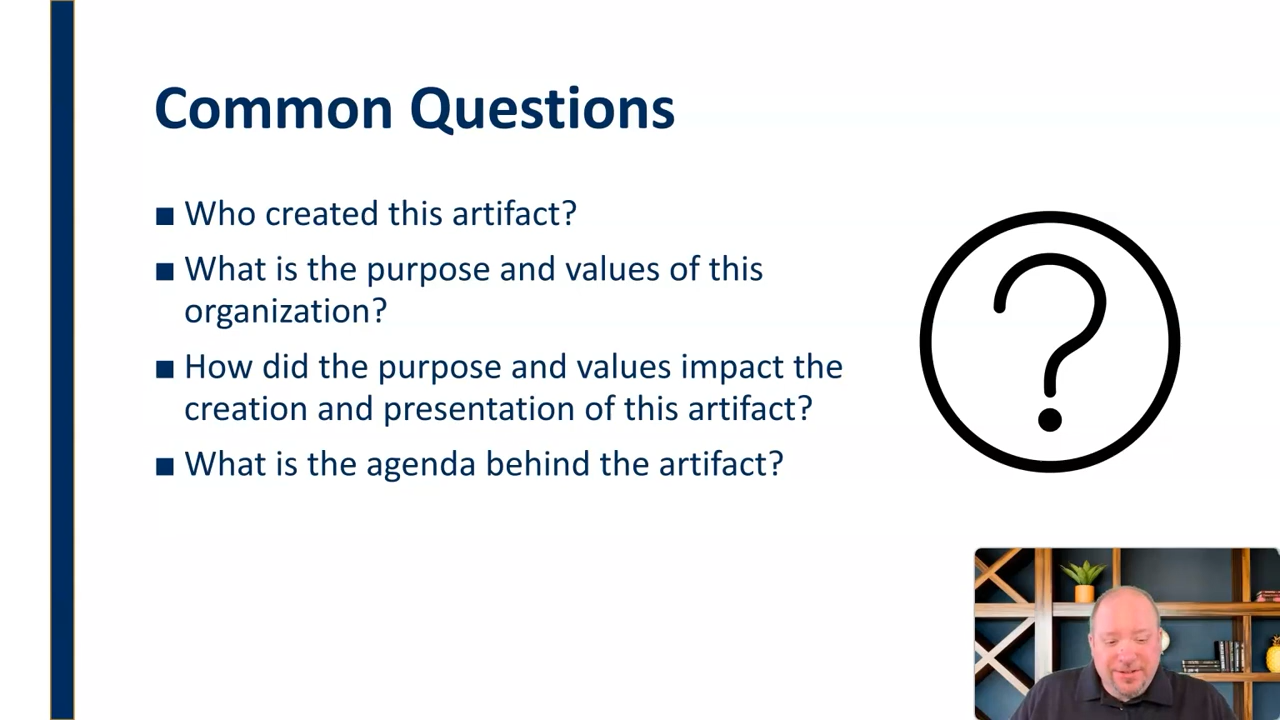 Common Questions
■ Who created this artifact?
■ What is the purpose and values of this
organization?
■ How did the purpose and values impact the
creation and presentation of this artifact?
■ What is the agenda behind the artifact?
?